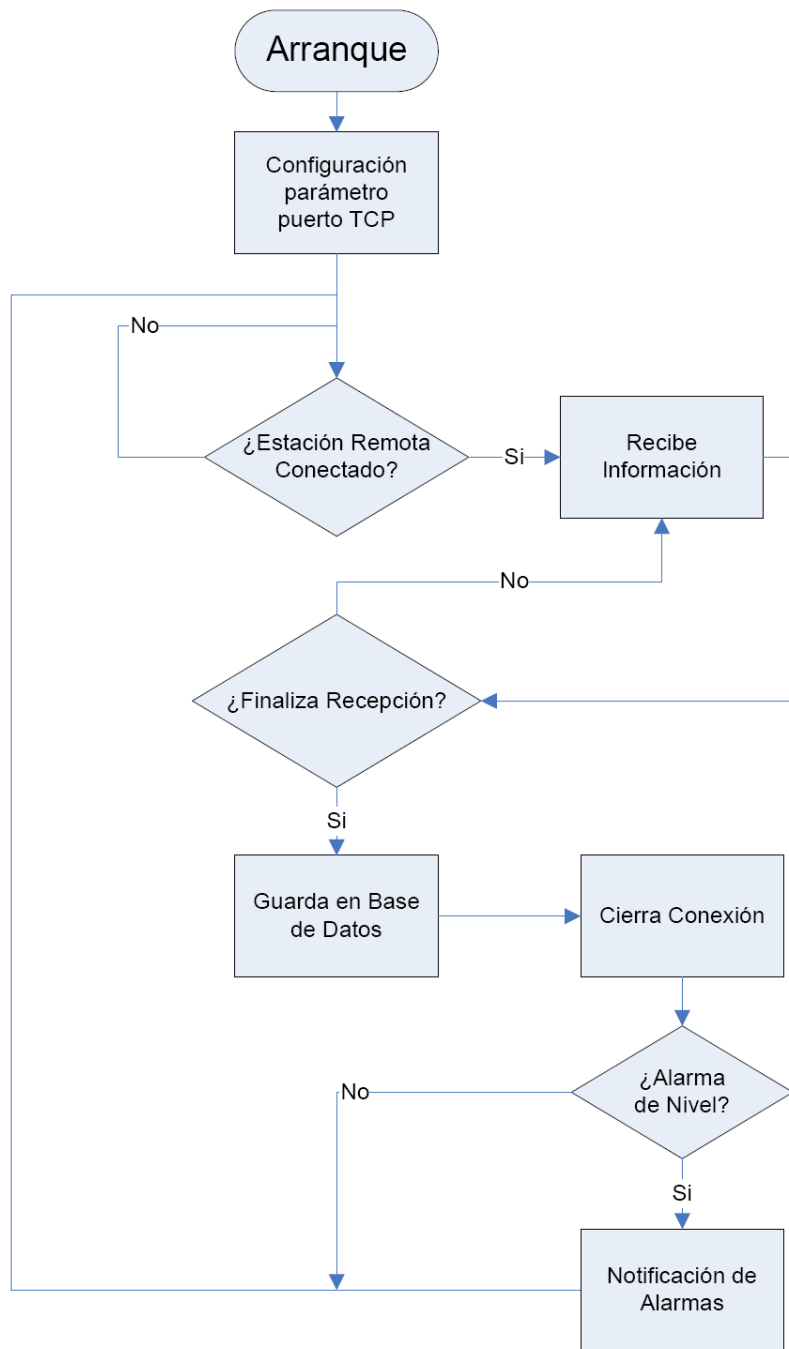 Arranque
Configuración
parámetro
puerto TCP
No
¿Estación Remota
Conectado?
Si
Recibe
Información
No
¿Finaliza Recepción?
Si
Guarda en Base
de Datos
Cierra Conexión
¿Alarma
de Nivel?
No
Si
Notificación de
Alarmas